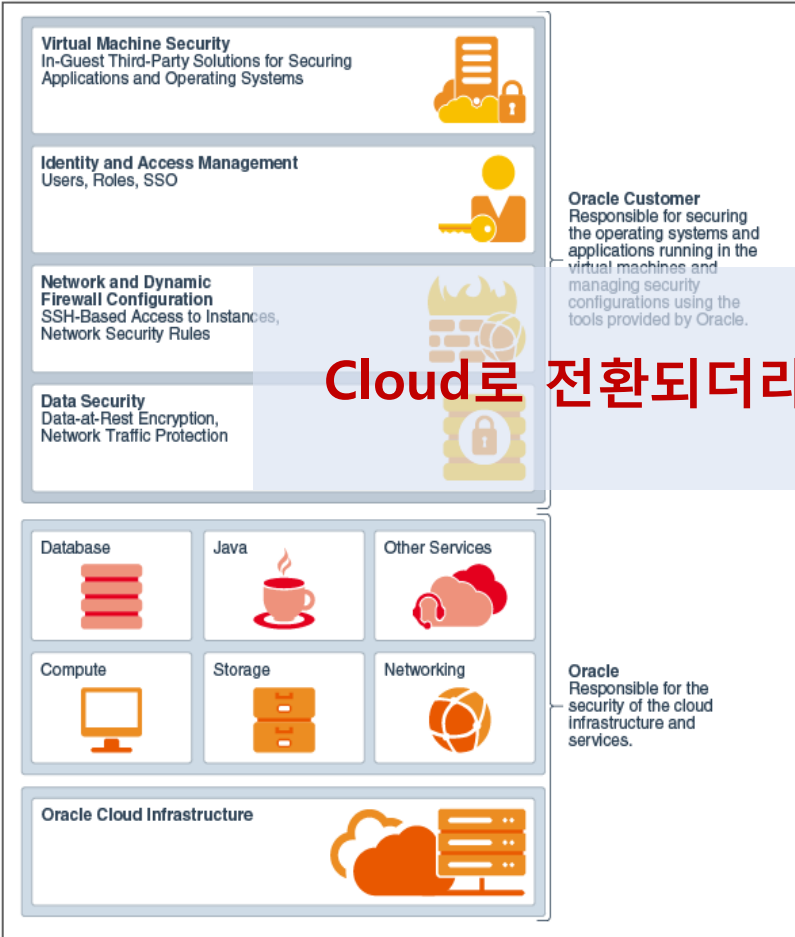 Virtual Machine Security
In-Guest Third-Party Solutions for Securing
Applications and Operating Systems
Identity and Access Management
Users, Roles, SSO
Network and Dynamic
Firewall Configuration
SSH-Based Access to Instances,
Network Security Rules
Data Security
Data-at-Rest Encryption,
Network Traffic Protection
Oracle Customer
Responsible for securing
the operating systems and
applications running in the
virtual machines and
managing security
configurations using the
tools provided by Oracle.
Cloud로 전환되더라
Database
Java
Other Services
Compute
Storage
Networking
Oracle
Responsible for the
security of the cloud
infrastructure and
services.
Oracle Cloud Infrastructure